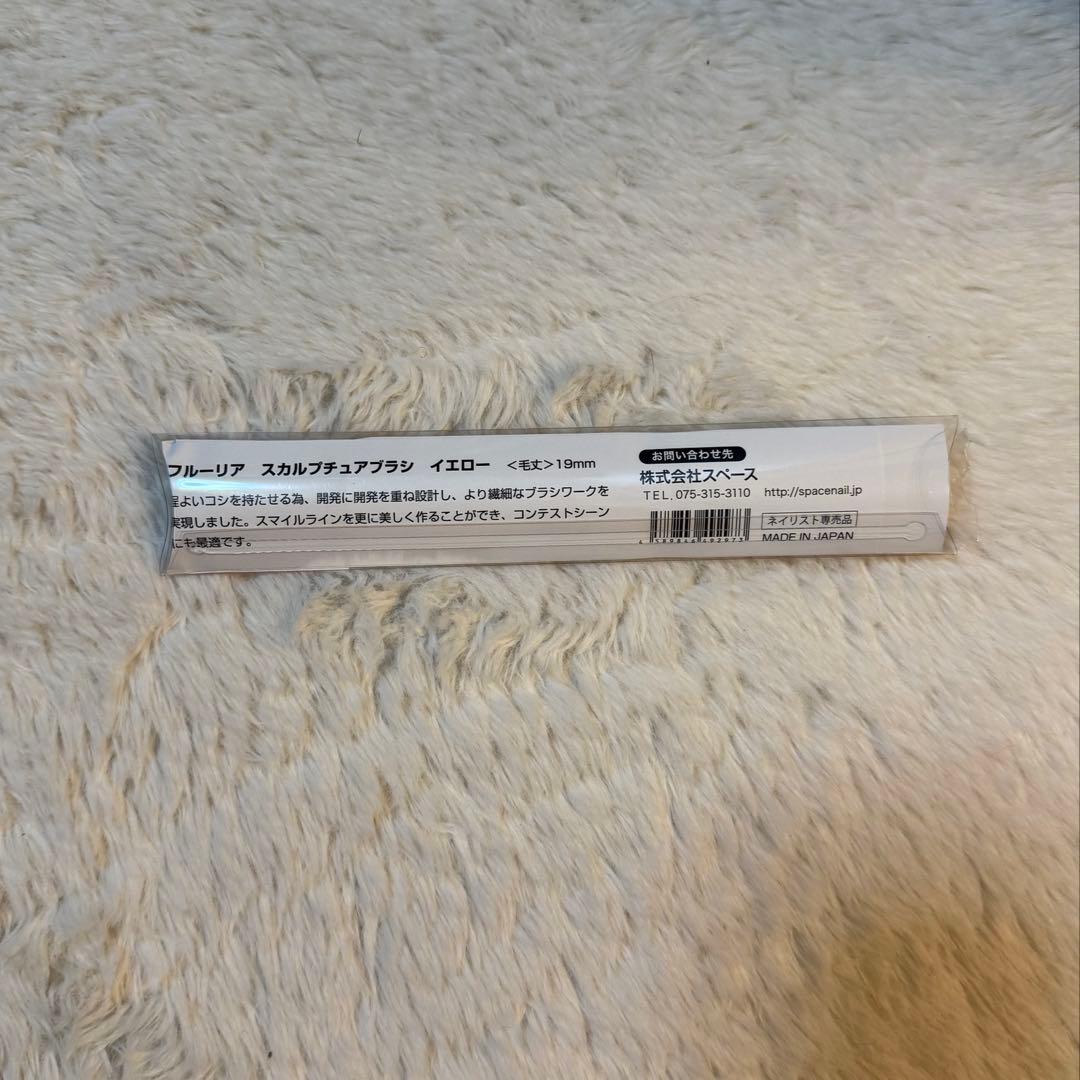 フルーリア スカルプチュアブラシ イエロー <毛丈>19mm
程よいコシを持たせる為、開発に開発を重ね設計し、より繊細なブラシワークを
実現しました。スマイルラインを更に美しく作ることができ、コンテストシーン
にも最適です。
お問い合わせ先
株式会社スペース
TEL.075-315-3110 http://spacenail.jp
ネイリスト専売品
MADE IN JAPAN
4 589846 492973